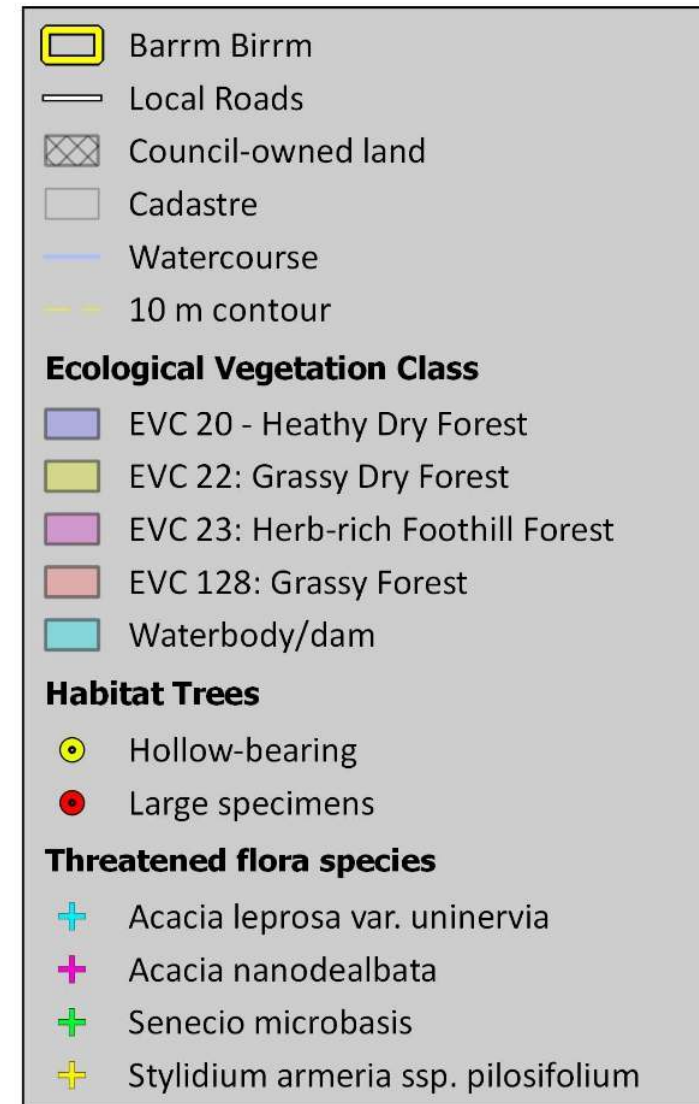 Barrm Birrm
Local Roads
Council-owned land
Cadastre
Watercourse
10 m contour
Ecological Vegetation Class
EVC 20 - Heathy Dry Forest
EVC 22: Grassy Dry Forest
EVC 23: Herb-rich Foothill Forest
EVC 128: Grassy Forest
Waterbody/dam
Habitat Trees
Hollow-bearing
Large specimens
Threatened flora species
Acacia leprosa var. uninervia
Acacia nanodealbata
Senecio microbasis
Stylidium armeria ssp. pilosifolium